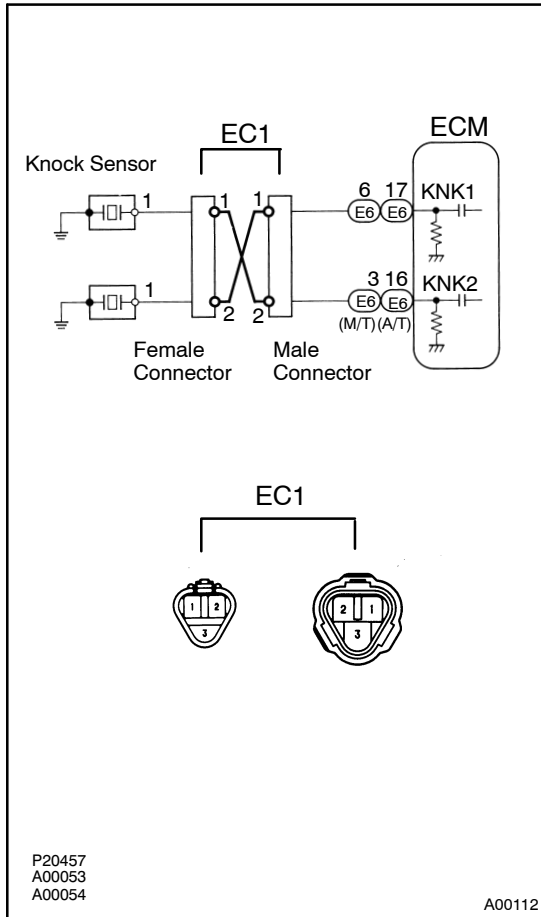 EC1
ECM
Knock Sensor
1 1 1 6 17 KNK1
E6 E6
1 3 16 KNK2
2 2 E6 E6
(M/T) (A/T)
Female Connector
Male Connector
EC1
1 2
3
2 1
3
P20457
A00053
A00054
A00112